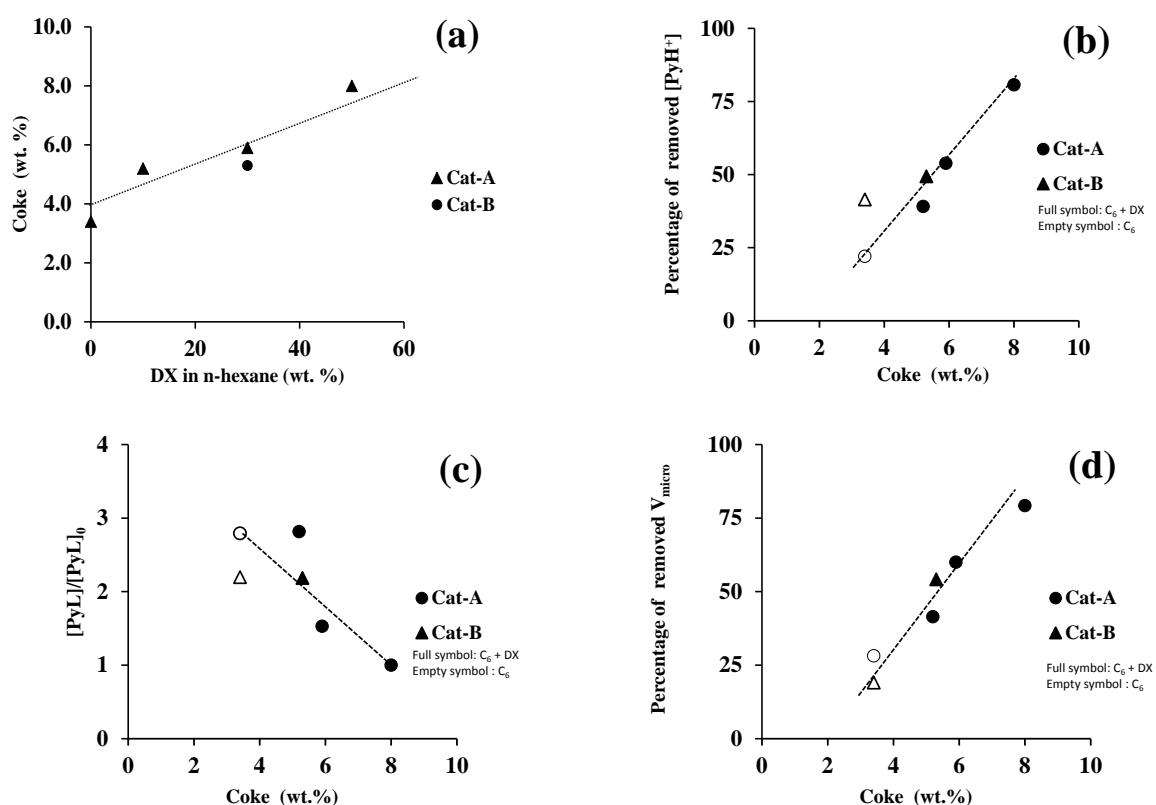 (a)
10.0
8.0
6.0
4.0
2.0
0.0
Coke (wt. %)
0 20 40 60
DX in n-hexane (wt. %)
Cat-A
Cat-B
(b)
100
75
50
25
0
Percentage of removed [PyH⁺]
0 2 4 6 8 10
Coke (wt.%)
Cat-A
Cat-B
Full symbol: C₆ + DX
Empty symbol : C₆
(c)
4
3
2
1
0
[PyL]/[PyL]₀
0 2 4 6 8 10
Coke (wt.%)
Cat-A
Cat-B
Full symbol: C₆ + DX
Empty symbol : C₆
(d)
100
75
50
25
0
Percentage of removed Vmicro
0 2 4 6 8 10
Coke (wt.%)
Cat-A
Cat-B
Full symbol: C₆ + DX
Empty symbol : C₆